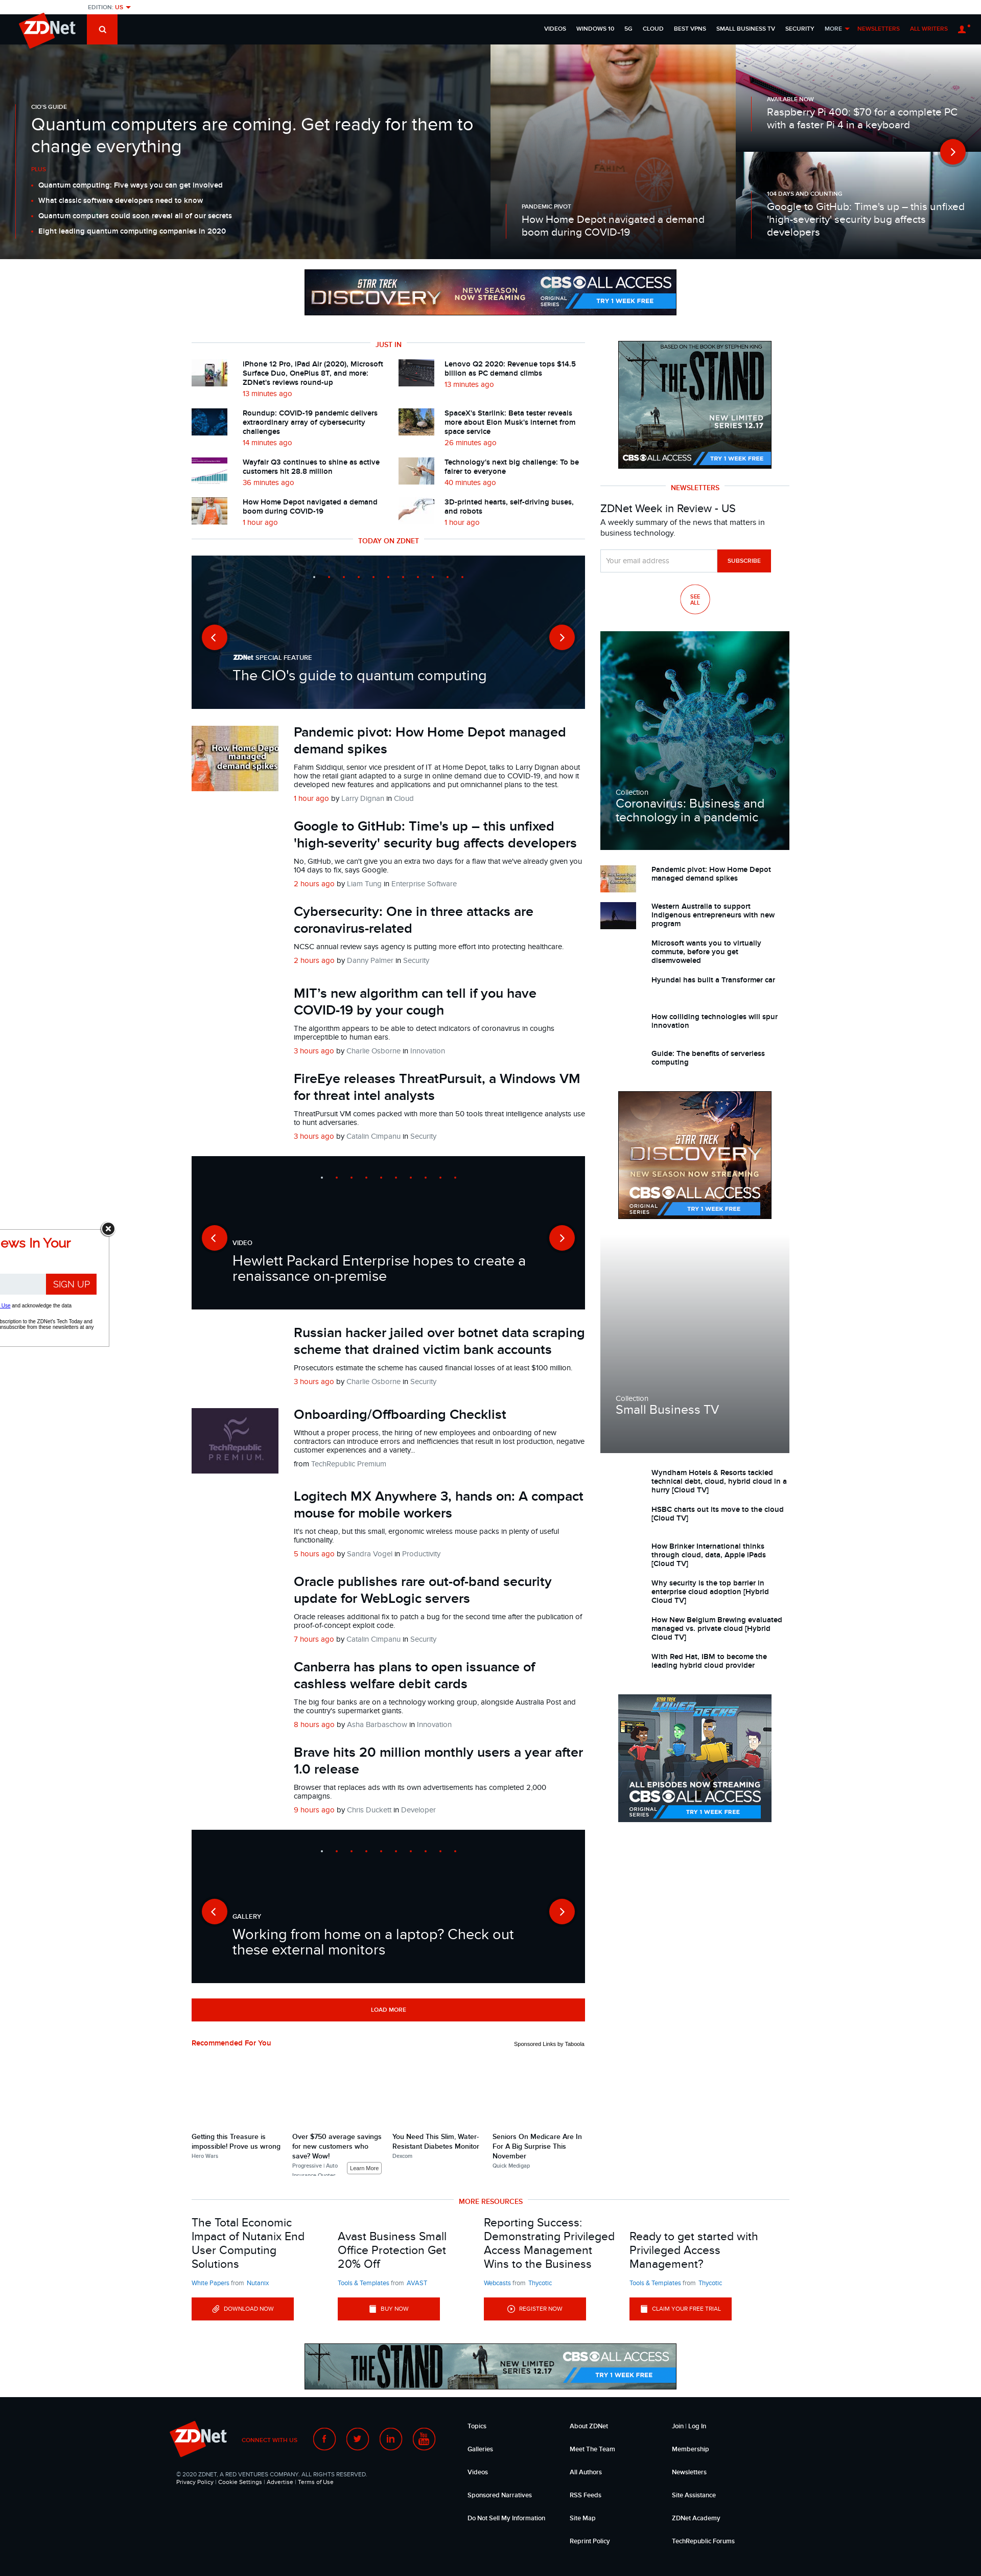 EDITION: US
ZDNet
VIDEOS WINDOWS 10 5G CLOUD BEST VPNS SMALL BUSINESS TV SECURITY MORE NEWSLETTERS ALL WRITERS
CIO'S GUIDE
Quantum computers are coming. Get ready for them to
change everything
PLUS
Quantum computing: Five ways you can get involved
What classic software developers need to know
Quantum computers could soon reveal all of our secrets
Eight leading quantum computing companies in 2020
PANDEMIC PIVOT
How Home Depot navigated a demand
boom during COVID-19
AVAILABLE NOW
Raspberry Pi 400: $70 for a complete PC
with a faster Pi 4 in a keyboard
104 DAYS AND COUNTING
Google to GitHub: Time's up – this unfixed
'high-severity' security bug affects
developers
STAR TREK
DISCOVERY
NEW SEASON
NOW STREAMING
CBS ALL ACCESS
ORIGINAL
SERIES
TRY 1 WEEK FREE
JUST IN
iPhone 12 Pro, iPad Air (2020), Microsoft
Surface Duo, OnePlus 8T, and more:
ZDNet's reviews round-up
13 minutes ago
Lenovo Q2 2020: Revenue tops $14.5
billion as PC demand climbs
13 minutes ago
Roundup: COVID-19 pandemic delivers
extraordinary array of cybersecurity
challenges
14 minutes ago
SpaceX's Starlink: Beta tester reveals
more about Elon Musk's internet from
space service
26 minutes ago
Wayfair Q3 continues to shine as active
customers hit 28.8 million
36 minutes ago
Technology's next big challenge: To be
fairer to everyone
40 minutes ago
How Home Depot navigated a demand
boom during COVID-19
1 hour ago
3D-printed hearts, self-driving buses,
and robots
1 hour ago
TODAY ON ZDNET
ZDNet SPECIAL FEATURE
The CIO's guide to quantum computing
How Home Depot
managed
demand spikes
Pandemic pivot: How Home Depot managed
demand spikes
Fahim Siddiqui, senior vice president of IT at Home Depot, talks to Larry Dignan about
how the retail giant adapted to a surge in online demand due to COVID-19, and how it
developed new features and applications and put omnichannel plans to the test.
1 hour ago by Larry Dignan in Cloud
Google to GitHub: Time's up – this unfixed
'high-severity' security bug affects developers
No, GitHub, we can't give you an extra two days for a flaw that we've already given you
104 days to fix, says Google.
2 hours ago by Liam Tung in Enterprise Software
Cybersecurity: One in three attacks are
coronavirus-related
NCSC annual review says agency is putting more effort into protecting healthcare.
2 hours ago by Danny Palmer in Security
MIT's new algorithm can tell if you have
COVID-19 by your cough
The algorithm appears to be able to detect indicators of coronavirus in coughs
imperceptible to human ears.
3 hours ago by Charlie Osborne in Innovation
FireEye releases ThreatPursuit, a Windows VM
for threat intel analysts
ThreatPursuit VM comes packed with more than 50 tools threat intelligence analysts use
to hunt adversaries.
3 hours ago by Catalin Cimpanu in Security
VIDEO
Hewlett Packard Enterprise hopes to create a
renaissance on-premise
Russian hacker jailed over botnet data scraping
scheme that drained victim bank accounts
Prosecutors estimate the scheme has caused financial losses of at least $100 million.
3 hours ago by Charlie Osborne in Security
TechRepublic
PREMIUM.
Onboarding/Offboarding Checklist
Without a proper process, the hiring of new employees and onboarding of new
contractors can introduce errors and inefficiencies that result in lost production, negative
customer experiences and a variety...
from TechRepublic Premium
Logitech MX Anywhere 3, hands on: A compact
mouse for mobile workers
It's not cheap, but this small, ergonomic wireless mouse packs in plenty of useful
functionality.
5 hours ago by Sandra Vogel in Productivity
Oracle publishes rare out-of-band security
update for WebLogic servers
Oracle releases additional fix to patch a bug for the second time after the publication of
proof-of-concept exploit code.
7 hours ago by Catalin Cimpanu in Security
Canberra has plans to open issuance of
cashless welfare debit cards
The big four banks are on a technology working group, alongside Australia Post and
the country's supermarket giants.
8 hours ago by Asha Barbaschow in Innovation
Brave hits 20 million monthly users a year after
1.0 release
Browser that replaces ads with its own advertisements has completed 2,000
campaigns.
9 hours ago by Chris Duckett in Developer
GALLERY
Working from home on a laptop? Check out
these external monitors
LOAD MORE
BASED ON THE BOOK BY STEPHEN KING
THE STAND
NEW LIMITED
SERIES 12.17
CBS ALL ACCESS TRY 1 WEEK FREE
NEWSLETTERS
ZDNet Week in Review - US
A weekly summary of the news that matters in
business technology.
Your email address SUBSCRIBE
SEE
ALL
Collection
Coronavirus: Business and
technology in a pandemic
Pandemic pivot: How Home Depot
managed demand spikes
Western Australia to support
Indigenous entrepreneurs with new
program
Microsoft wants you to virtually
commute, before you get
disemvoweled
Hyundai has built a Transformer car
How colliding technologies will spur
innovation
Guide: The benefits of serverless
computing
STAR TREK
DISCOVERY
NEW SEASON NOW STREAMING
CBS ALL ACCESS
ORIGINAL
SERIES
TRY 1 WEEK FREE
Collection
Small Business TV
Wyndham Hotels & Resorts tackled
technical debt, cloud, hybrid cloud in a
hurry [Cloud TV]
HSBC charts out its move to the cloud
[Cloud TV]
How Brinker International thinks
through cloud, data, Apple iPads
[Cloud TV]
Why security is the top barrier in
enterprise cloud adoption [Hybrid
Cloud TV]
How New Belgium Brewing evaluated
managed vs. private cloud [Hybrid
Cloud TV]
With Red Hat, IBM to become the
leading hybrid cloud provider
STAR TREK
LOWER DECKS
ALL EPISODES NOW STREAMING
CBS ALL ACCESS
ORIGINAL
SERIES
TRY 1 WEEK FREE
ews In Your
SIGN UP
Use and acknowledge the data
bscription to the ZDNet's Tech Today and
nsubscribe from these newsletters at any
Recommended For You
Sponsored Links by Taboola
Getting this Treasure is
impossible! Prove us wrong
Hero Wars
Over $750 average savings
for new customers who
save? Wow!
Progressive | Auto
Insurance Quotes
Learn More
You Need This Slim, Water-
Resistant Diabetes Monitor
Dexcom
Seniors On Medicare Are In
For A Big Surprise This
November
Quick Medigap
MORE RESOURCES
The Total Economic
Impact of Nutanix End
User Computing
Solutions
White Papers from Nutanix
DOWNLOAD NOW
Avast Business Small
Office Protection Get
20% Off
Tools & Templates from AVAST
BUY NOW
Reporting Success:
Demonstrating Privileged
Access Management
Wins to the Business
Webcasts from Thycotic
REGISTER NOW
Ready to get started with
Privileged Access
Management?
Tools & Templates from Thycotic
CLAIM YOUR FREE TRIAL
THE STAND
NEW LIMITED
SERIES 12.17
CBS ALL ACCESS
TRY 1 WEEK FREE
ZDNet
CONNECT WITH US
f
in
You
Tube
© 2020 ZDNET, A RED VENTURES COMPANY. ALL RIGHTS RESERVED.
Privacy Policy | Cookie Settings | Advertise | Terms of Use
Topics
Galleries
Videos
Sponsored Narratives
Do Not Sell My Information
About ZDNet
Meet The Team
All Authors
RSS Feeds
Site Map
Reprint Policy
Join | Log In
Membership
Newsletters
Site Assistance
ZDNet Academy
TechRepublic Forums